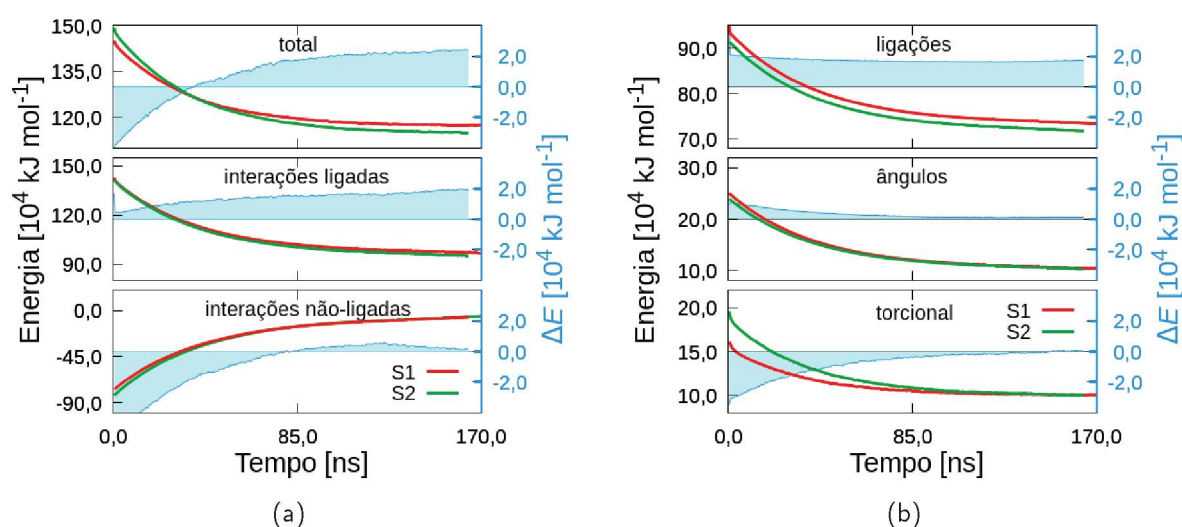 Energia [10⁴ kJ mol⁻¹]
150,0
135,0
120,0
total
2,0
0,0
-2,0
150,0
120,0
90,0
interações ligadas
2,0
0,0
-2,0
0,0
-45,0
-90,0
interações não-ligadas
S1
S2
2,0
0,0
-2,0
ΔE [10⁴ kJ mol⁻¹]
0,0 85,0 170,0
Tempo [ns]
(a)
Energia [10⁴ kJ mol⁻¹]
90,0
80,0
70,0
ligações
2,0
0,0
-2,0
30,0
20,0
10,0
ângulos
2,0
0,0
-2,0
20,0
15,0
10,0
torcional
S1
S2
2,0
0,0
-2,0
ΔE [10⁴ kJ mol⁻¹]
0,0 85,0 170,0
Tempo [ns]
(b)